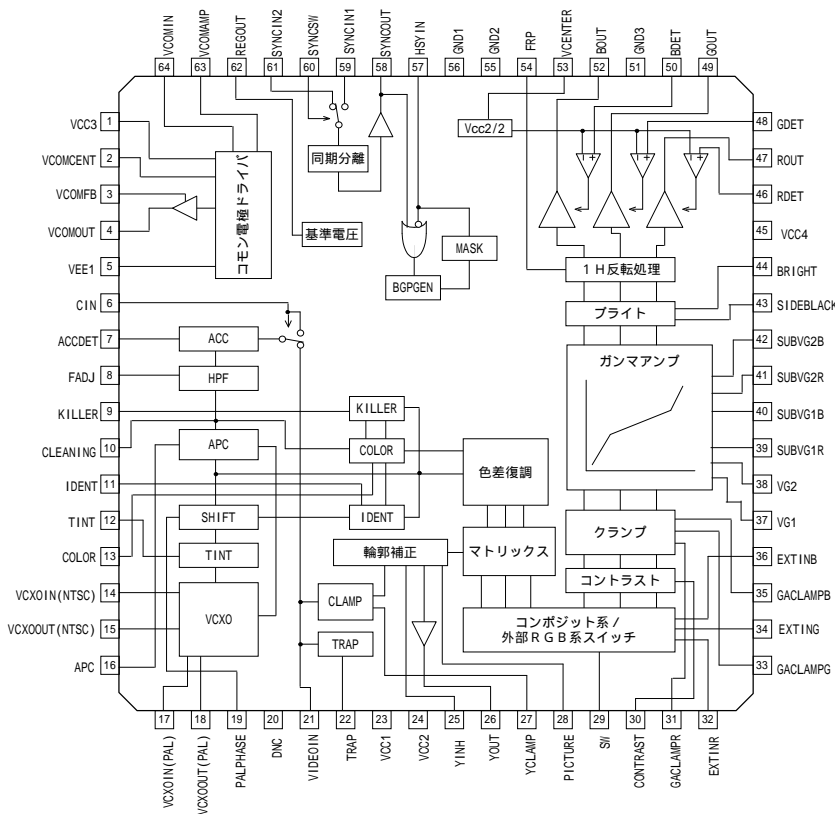 VCOMIN
VCOMAMP
REGOUT
SYNCIN2
SYNCSW
SYNCIN1
SYNCOUT
HSYIN
GND1
GND2
FRP
VCENTER
BOUT
GND3
BDET
GOUT
64
63
62
61
60
59
58
57
56
55
54
53
52
51
50
49
VCC3 1
VCOMCENT 2
VCOMFB 3
VCOMOUT 4
VEE1 5
CIN 6
ACCDET 7
FADJ 8
KILLER 9
CLEANING 10
IDENT 11
TINT 12
COLOR 13
VCXOIN(NTSC) 14
VCXOOUT(NTSC) 15
APC 16
コモン電極ドライバ
基準電圧
同期分離
MASK
BGPGEN
Vcc2/2
1H反転処理
ブライト
ガンマアンプ
クランプ
コントラスト
コンポジット系/
外部RGB系スイッチ
ACC
HPF
APC
SHIFT
TINT
VCXO
KILLER
COLOR
IDENT
色差復調
輪郭補正
マトリックス
CLAMP
TRAP
48 GDET
47 ROUT
46 RDET
45 VCC4
44 BRIGHT
43 SIDEBLACK
42 SUBVG2B
41 SUBVG2R
40 SUBVG1B
39 SUBVG1R
38 VG2
37 VG1
36 EXTINB
35 GACLAMPB
34 EXTING
33 GACLAMPG
17
18
19
20
21
22
23
24
25
26
27
28
29
30
31
32
VCXOIN(PAL)
VCXOOUT(PAL)
PALPHASE
DNC
VIDEOIN
TRAP
VCC1
VCC2
YINH
YOUT
YCLAMP
PICTURE
SW
CONTRAST
GACLAMPR
EXTINR